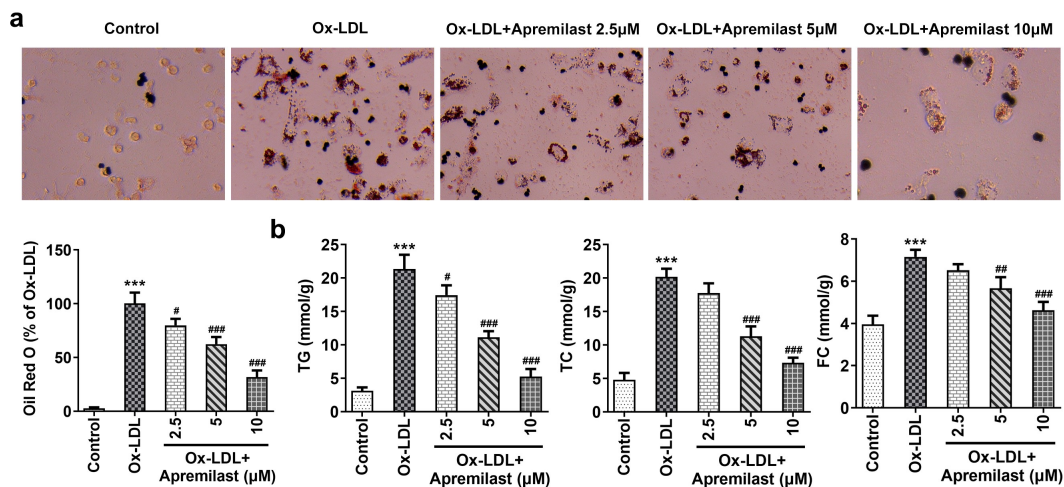 a
Control
Ox-LDL
Ox-LDL+Apremilast 2.5μM
Ox-LDL+Apremilast 5μM
Ox-LDL+Apremilast 10μM
Oil Red O (% of Ox-LDL)
150
100
50
0
***
#
###
###
Control
Ox-LDL
2.5
5
10
Ox-LDL+
Apremilast (μM)
b
TG (mmol/g)
25
20
15
10
5
0
***
#
###
###
Control
Ox-LDL
2.5
5
10
Ox-LDL+
Apremilast (μM)
TC (mmol/g)
25
20
15
10
5
0
***
###
###
Control
Ox-LDL
2.5
5
10
Ox-LDL+
Apremilast (μM)
FC (mmol/g)
8
6
4
2
0
***
##
###
Control
Ox-LDL
2.5
5
10
Ox-LDL+
Apremilast (μM)